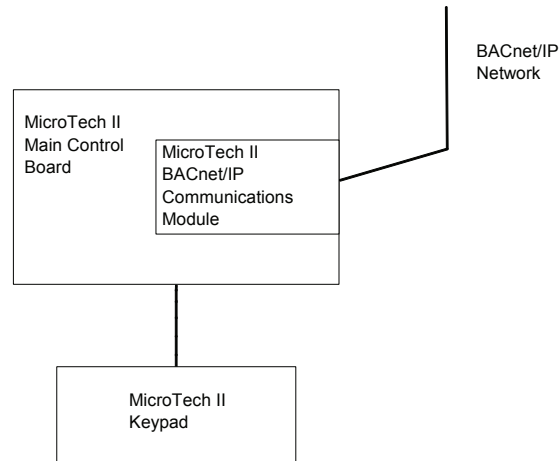 BACnet/IP
Network
MicroTech II
Main Control
Board
MicroTech II
BACnet/IP
Communications
Module
MicroTech II
Keypad